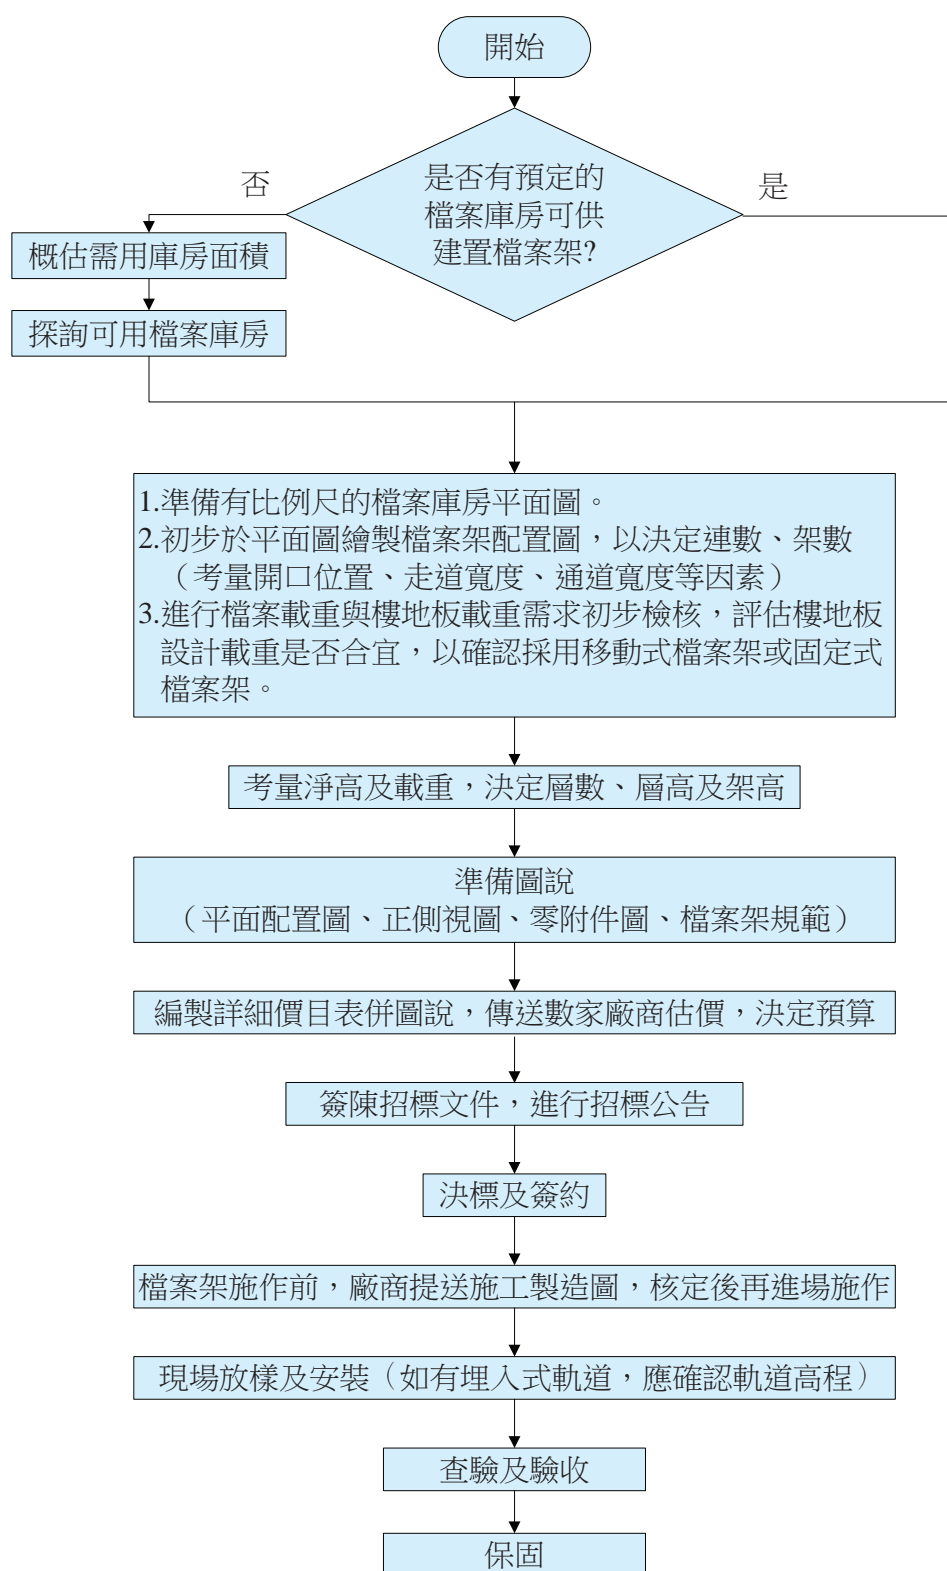 開始
是否有預定的
檔案庫房可供
建置檔案架?
否
是
概估需用庫房面積
探詢可用檔案庫房
1.準備有比例尺的檔案庫房平面圖。
2.初步於平面圖繪製檔案架配置圖，以決定連數、架數
（考量開口位置、走道寬度、通道寬度等因素）
3.進行檔案載重與樓地板載重需求初步檢核，評估樓地板
設計載重是否合宜，以確認採用移動式檔案架或固定式
檔案架。
考量淨高及載重，決定層數、層高及架高
準備圖說
（平面配置圖、正側視圖、零附件圖、檔案架規範）
編製詳細價目表併圖說，傳送數家廠商估價，決定預算
簽陳招標文件，進行招標公告
決標及簽約
檔案架施作前，廠商提送施工製造圖，核定後再進場施作
現場放樣及安裝（如有埋入式軌道，應確認軌道高程）
查驗及驗收
保固